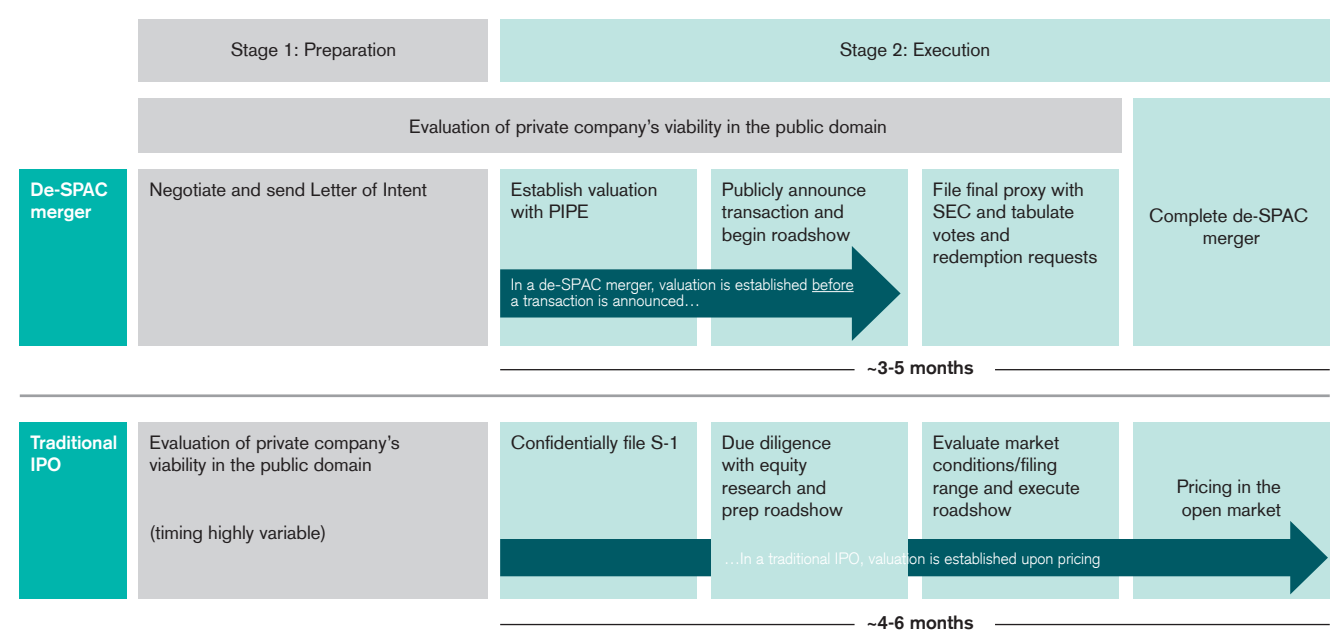 Stage 1: Preparation
Stage 2: Execution
Evaluation of private company's viability in the public domain
De-SPAC
merger
Negotiate and send Letter of Intent
Establish valuation
with PIPE
Publicly announce
transaction and
begin roadshow
File final proxy with
SEC and tabulate
votes and
redemption requests
Complete de-SPAC
merger
In a de-SPAC merger, valuation is established before
a transaction is announced…
~3-5 months
Traditional
IPO
Evaluation of private company's
viability in the public domain
(timing highly variable)
Confidentially file S-1
Due diligence
with equity
research and
prep roadshow
Evaluate market
conditions/filing
range and execute
roadshow
Pricing in the
open market
…In a traditional IPO, valuation is established upon pricing
~4-6 months